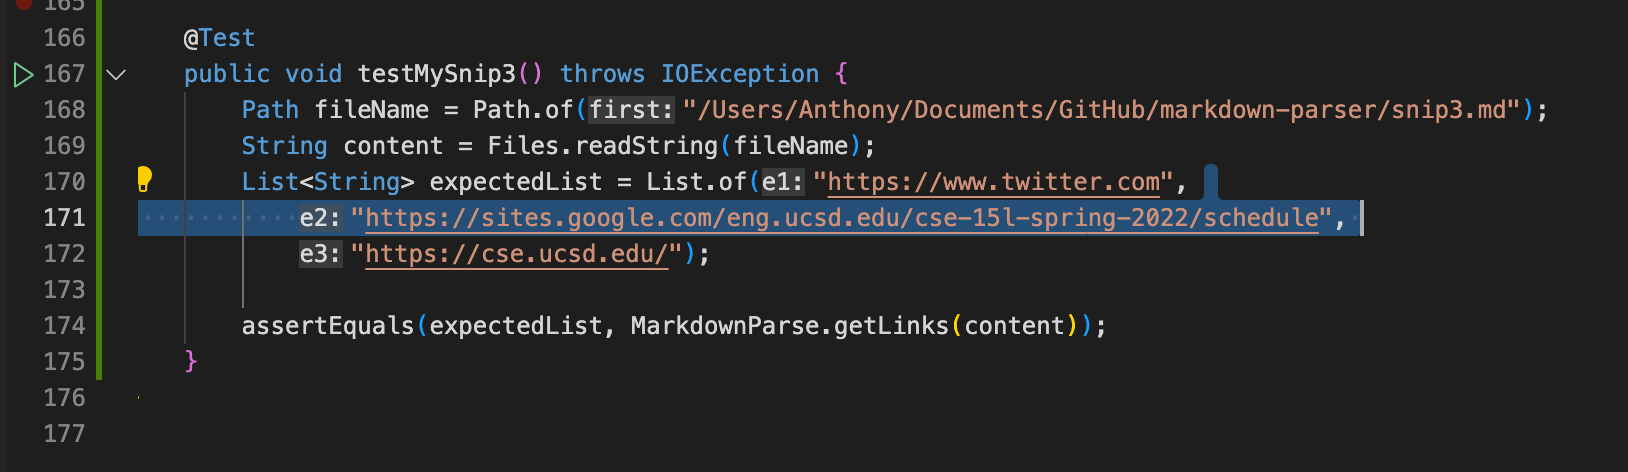 165
166 @Test
167 public void testMySnip3() throws IOException {
168 Path fileName = Path.of(first: "/Users/Anthony/Documents/GitHub/markdown-parser/snip3.md");
169 String content = Files.readString(fileName);
170 List<String> expectedList = List.of(e1: "https://www.twitter.com",
171 e2: "https://sites.google.com/eng.ucsd.edu/cse-15l-spring-2022/schedule",
172 e3: "https://cse.ucsd.edu/");
173
174 assertEquals(expectedList, MarkdownParse.getLinks(content));
175 }
176
177